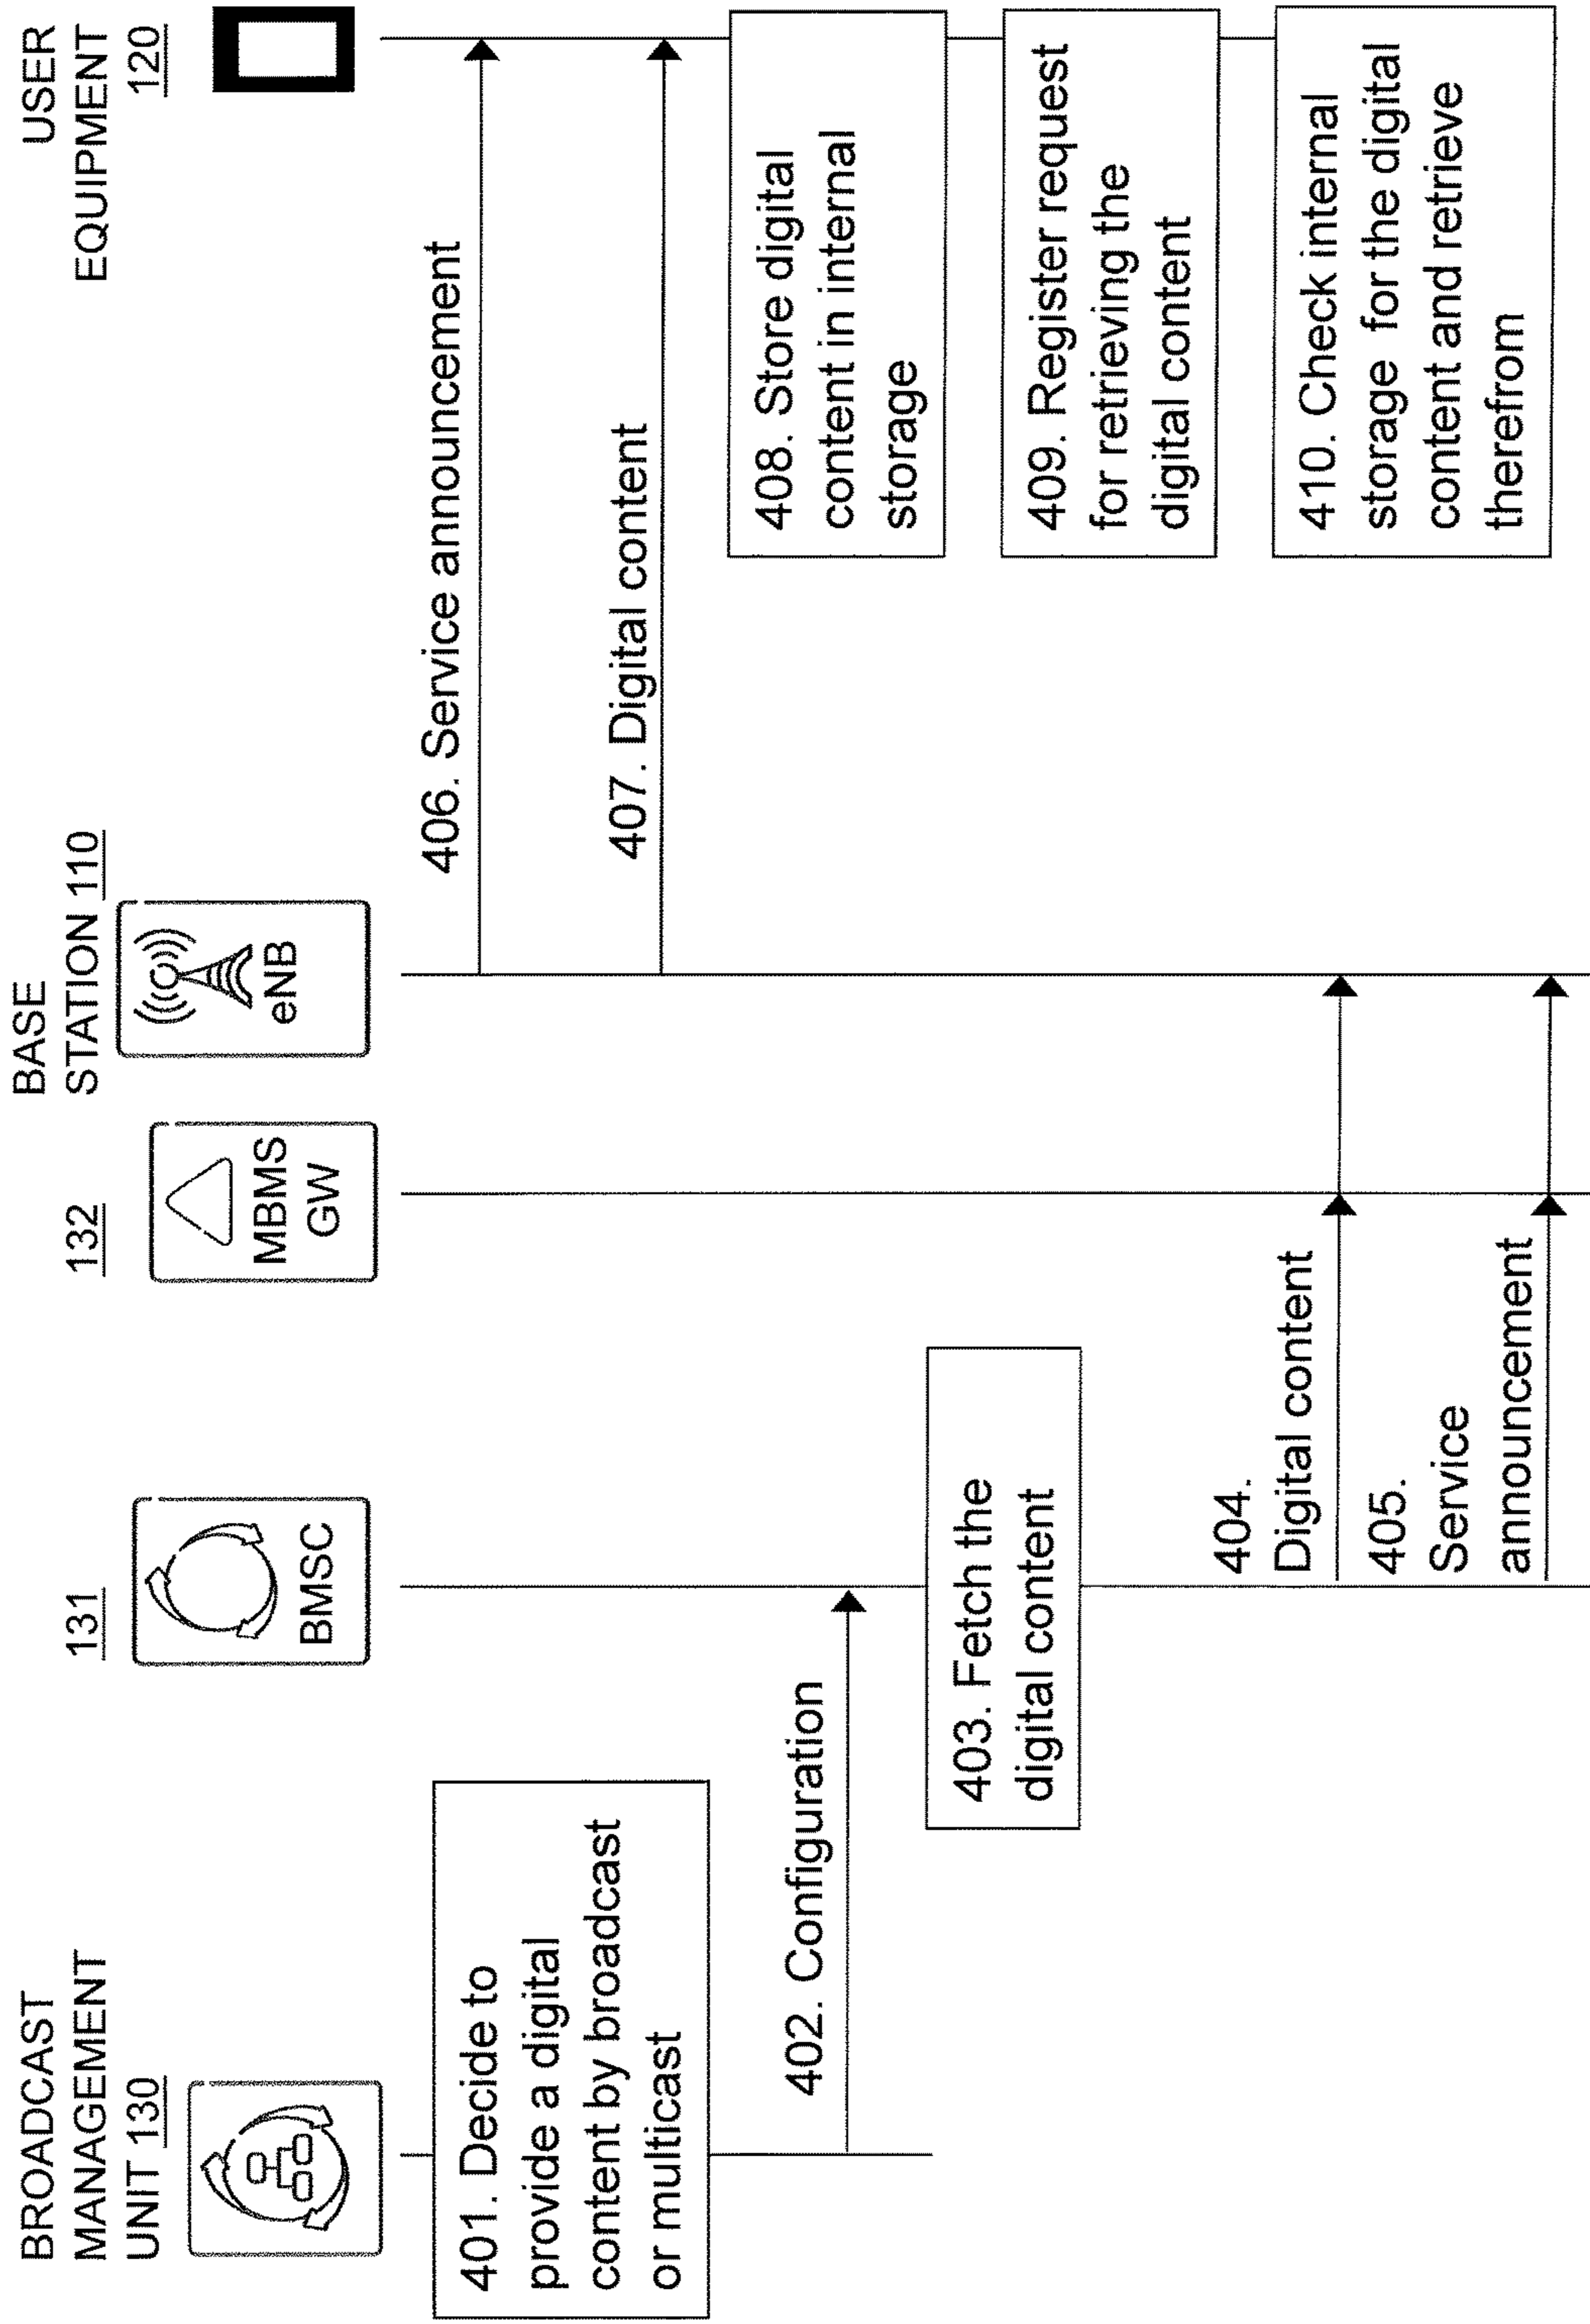 BROADCAST
MANAGEMENT
UNIT 130
131
BMSC
132
MBMS
GW
BASE
STATION 110
eNB
USER
EQUIPMENT
120
401. Decide to
provide a digital
content by broadcast
or multicast
402. Configuration
403. Fetch the
digital content
404.
Digital content
405.
Service
announcement
406. Service announcement
407. Digital content
408. Store digital
content in internal
storage
409. Register request
for retrieving the
digital content
410. Check internal
storage for the digital
content and retrieve
therefrom